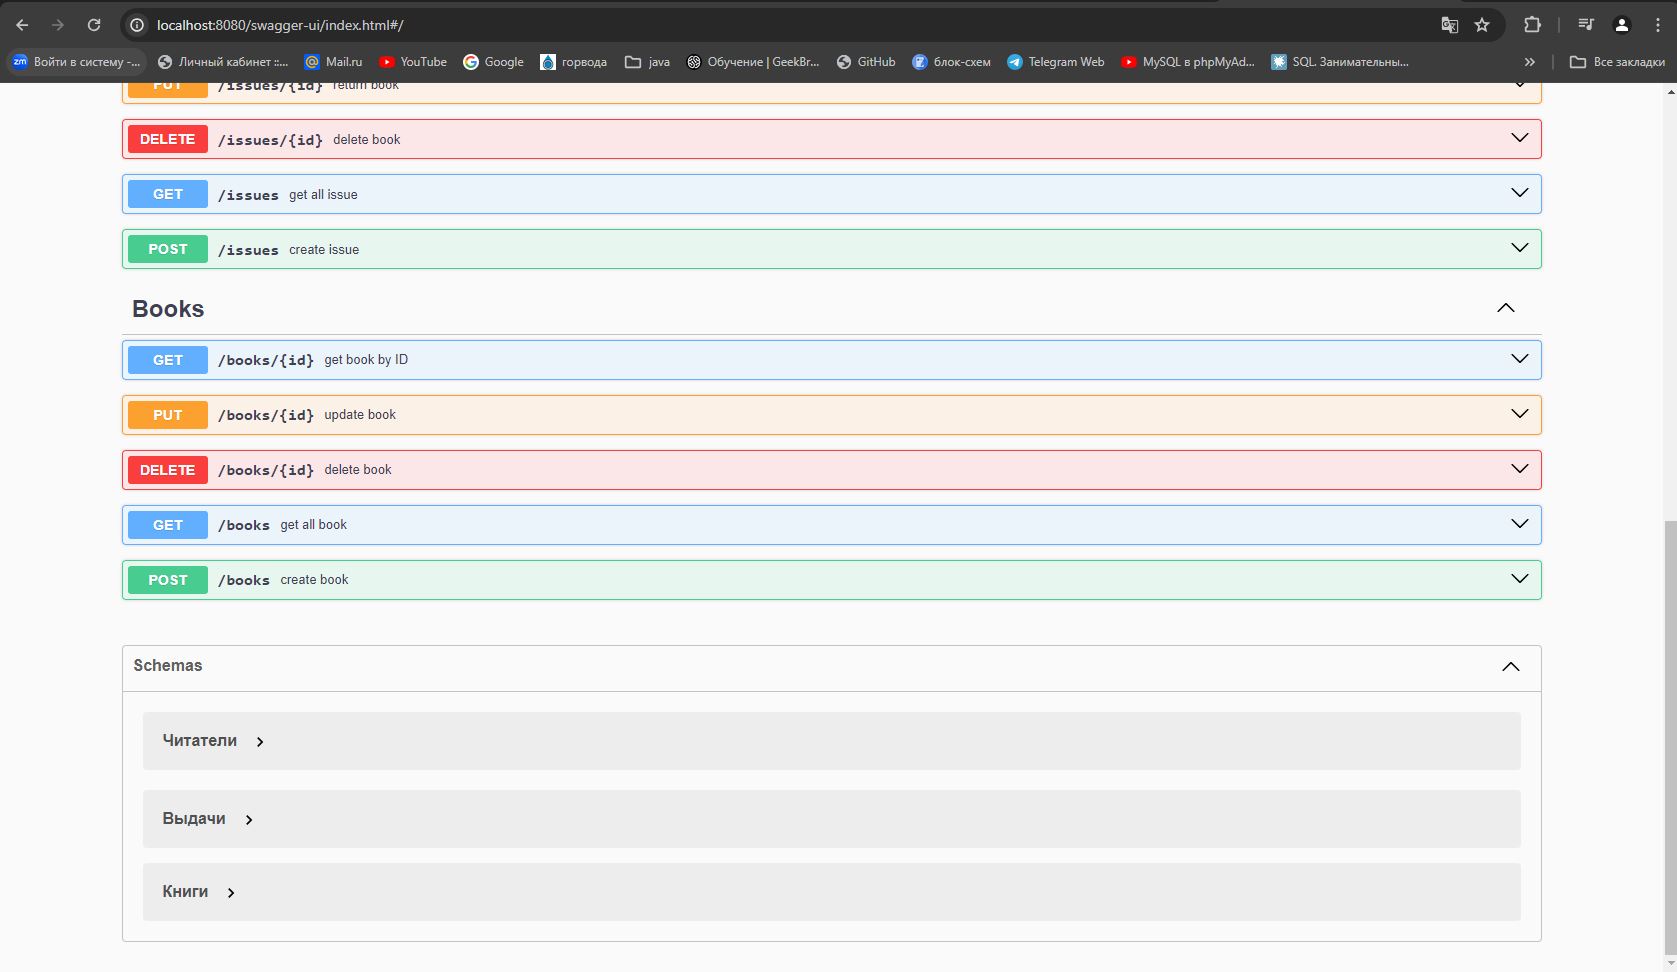 localhost:8080/swagger-ui/index.html#/
zm Войти в систему -... Личный кабинет ::... Mail.ru YouTube Google горвода java Обучение | GeekBr... GitHub блок-схем Telegram Web MySQL в phpMyAd... SQL. Занимательны... » Все закладки
PUT /issues/{id} return book
DELETE /issues/{id} delete book
GET /issues get all issue
POST /issues create issue
Books
GET /books/{id} get book by ID
PUT /books/{id} update book
DELETE /books/{id} delete book
GET /books get all book
POST /books create book
Schemas
Читатели
Выдачи
Книги